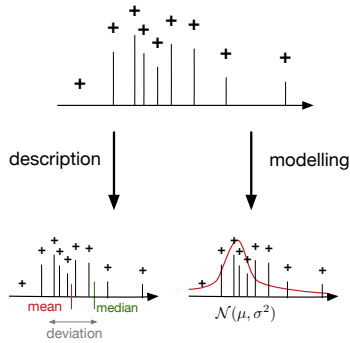 description
modelling
mean
median
deviation
𝒩(μ, σ²)